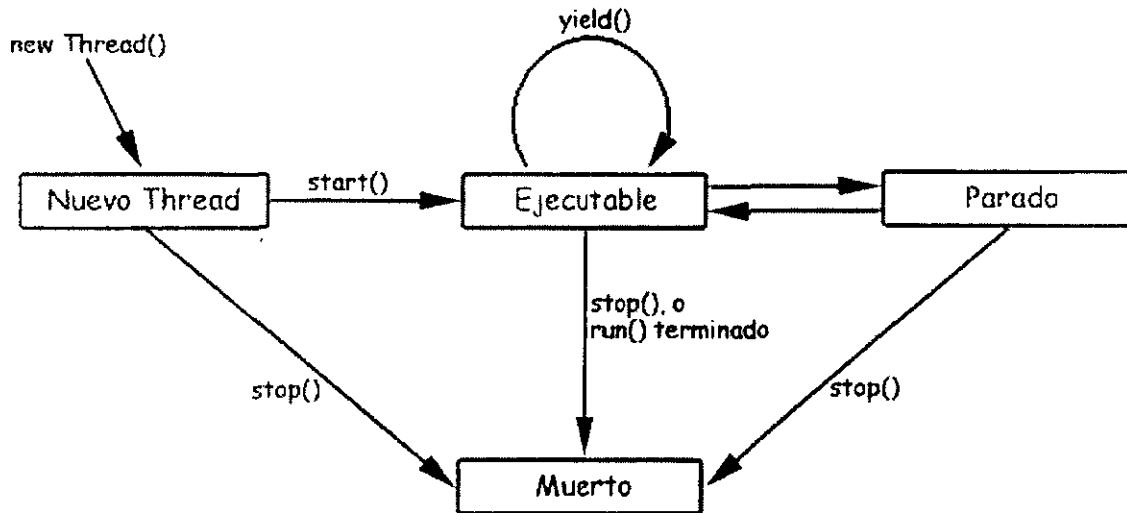 yield()
new Thread()
Nuevo Thread
start()
Ejecutable
Parado
stop(), o
run() terminado
stop()
stop()
Muerto